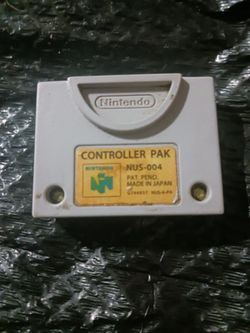 Nintendo
CONTROLLER PAK
NUS-004
NINTENDO
PAT. PEND.
MADE IN JAPAN